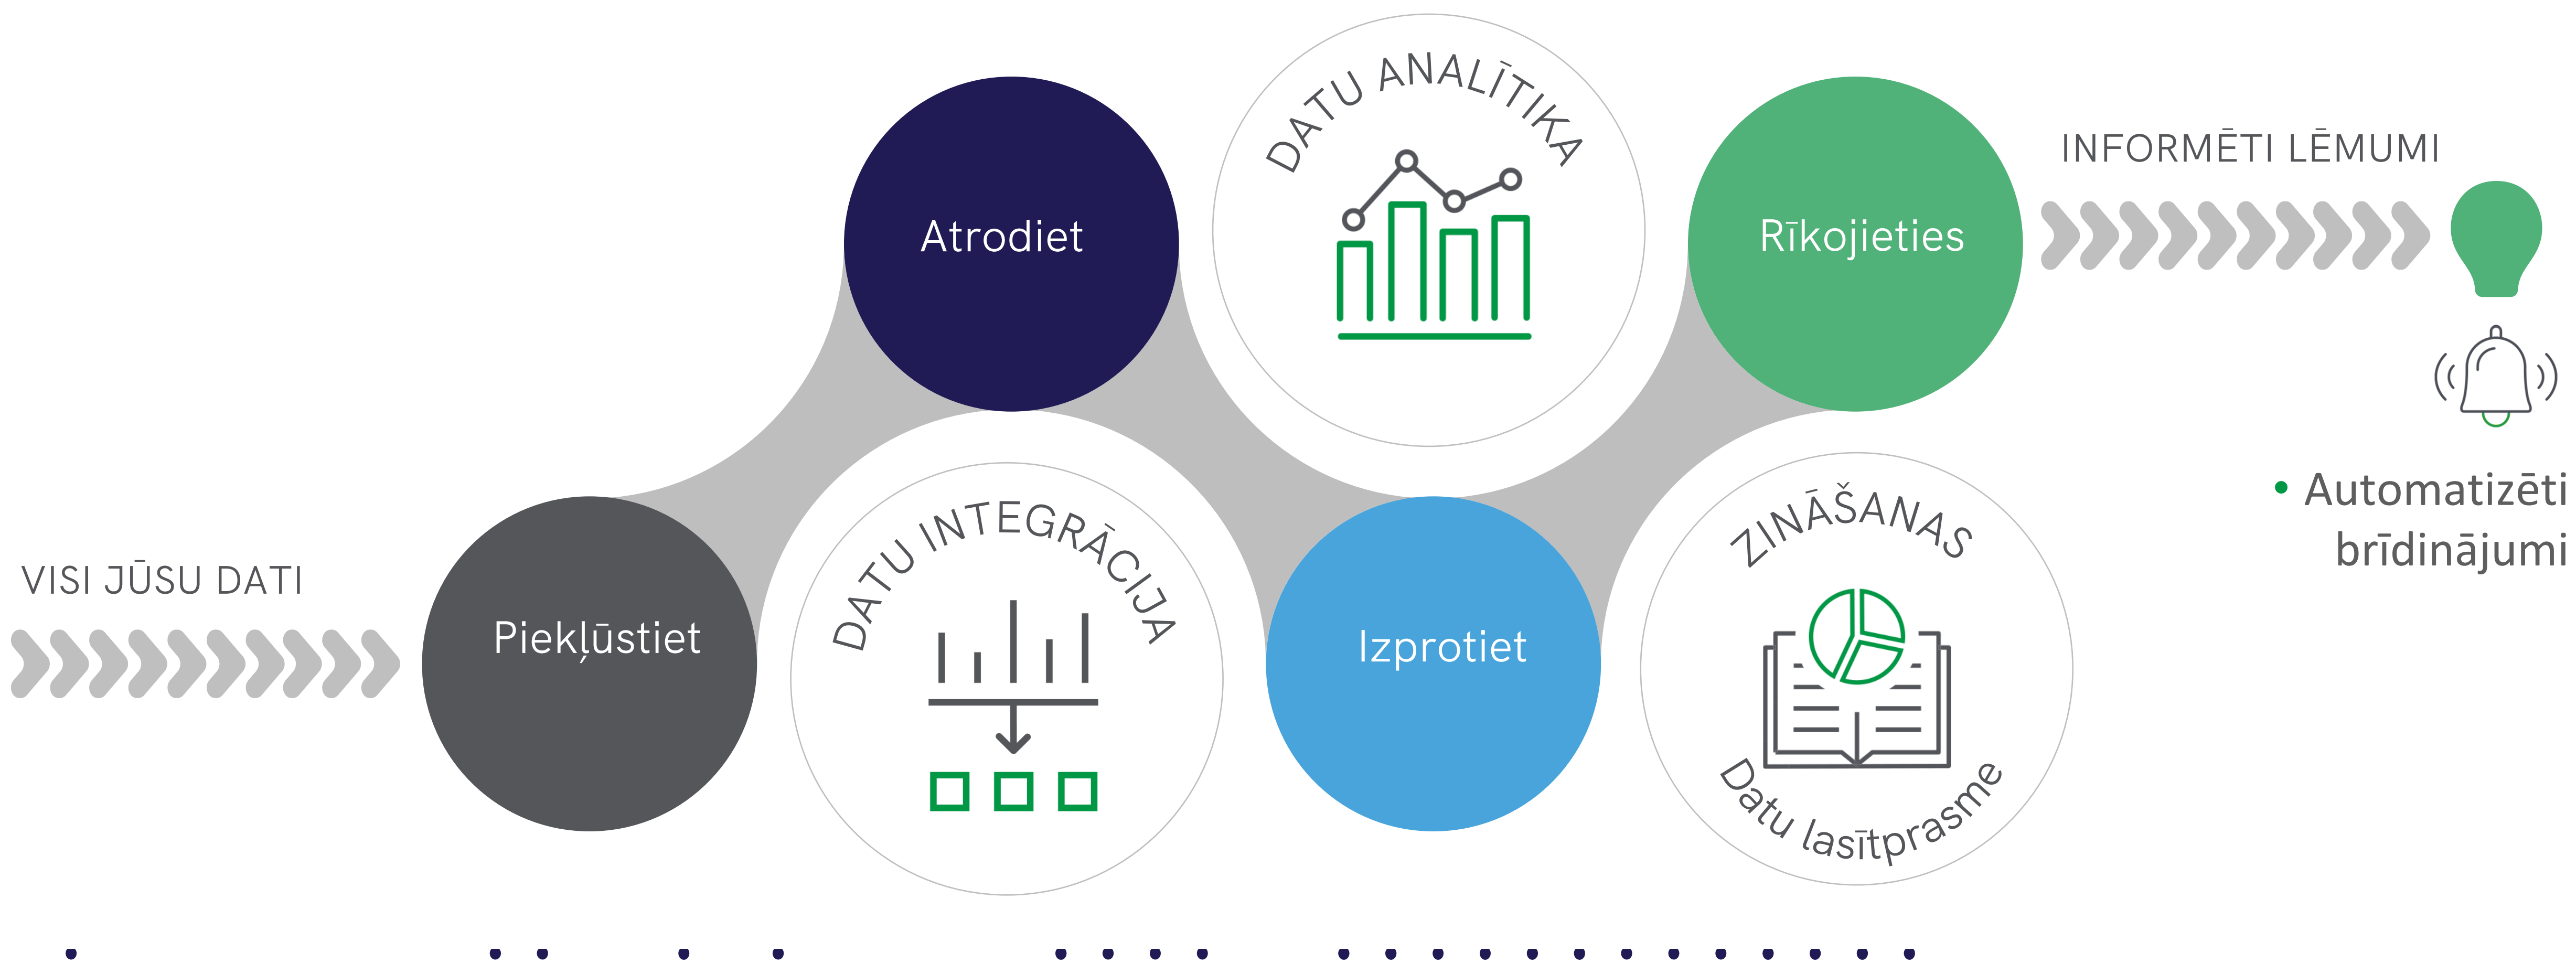 VISI JŪSU DATI
Piekļūstiet
Atrodiet
DATU INTEGRĀCIJA
DATU ANALĪTIKA
Izprotiet
Rīkojieties
ZINĀŠANAS
Datu lasītprasme
INFORMĒTI LĒMUMI
• Automatizēti
brīdinājumi